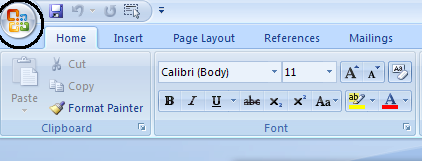 Home Insert Page Layout References Mailings
Cut
Copy
Paste
Format Painter
Clipboard
Calibri (Body) 11 A A Aa
B I U abc x₂ x² Aa ab A
Font